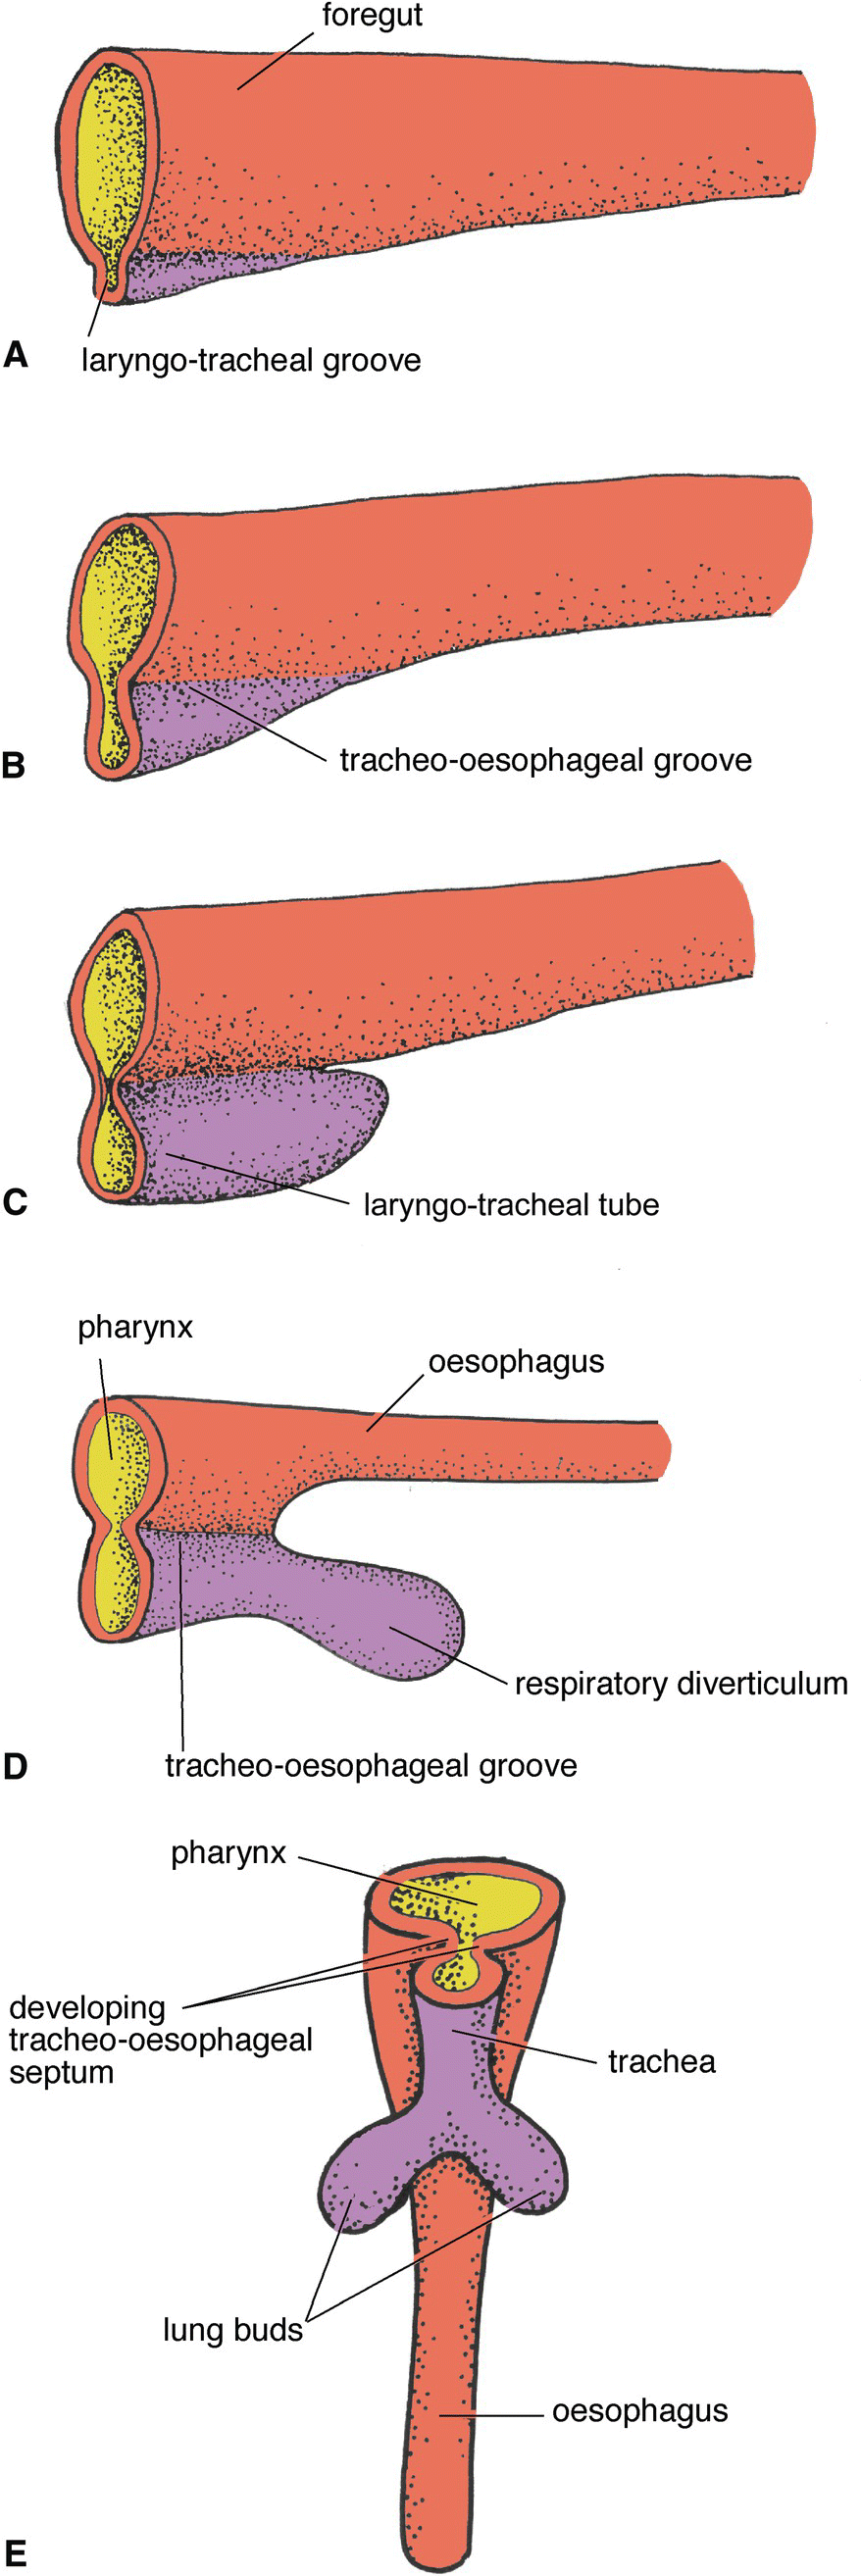 foregut
A
laryngo-tracheal groove
B
tracheo-oesophageal groove
C
laryngo-tracheal tube
pharynx
oesophagus
respiratory diverticulum
D
tracheo-oesophageal groove
pharynx
developing
tracheo-oesophageal
septum
trachea
lung buds
oesophagus
E